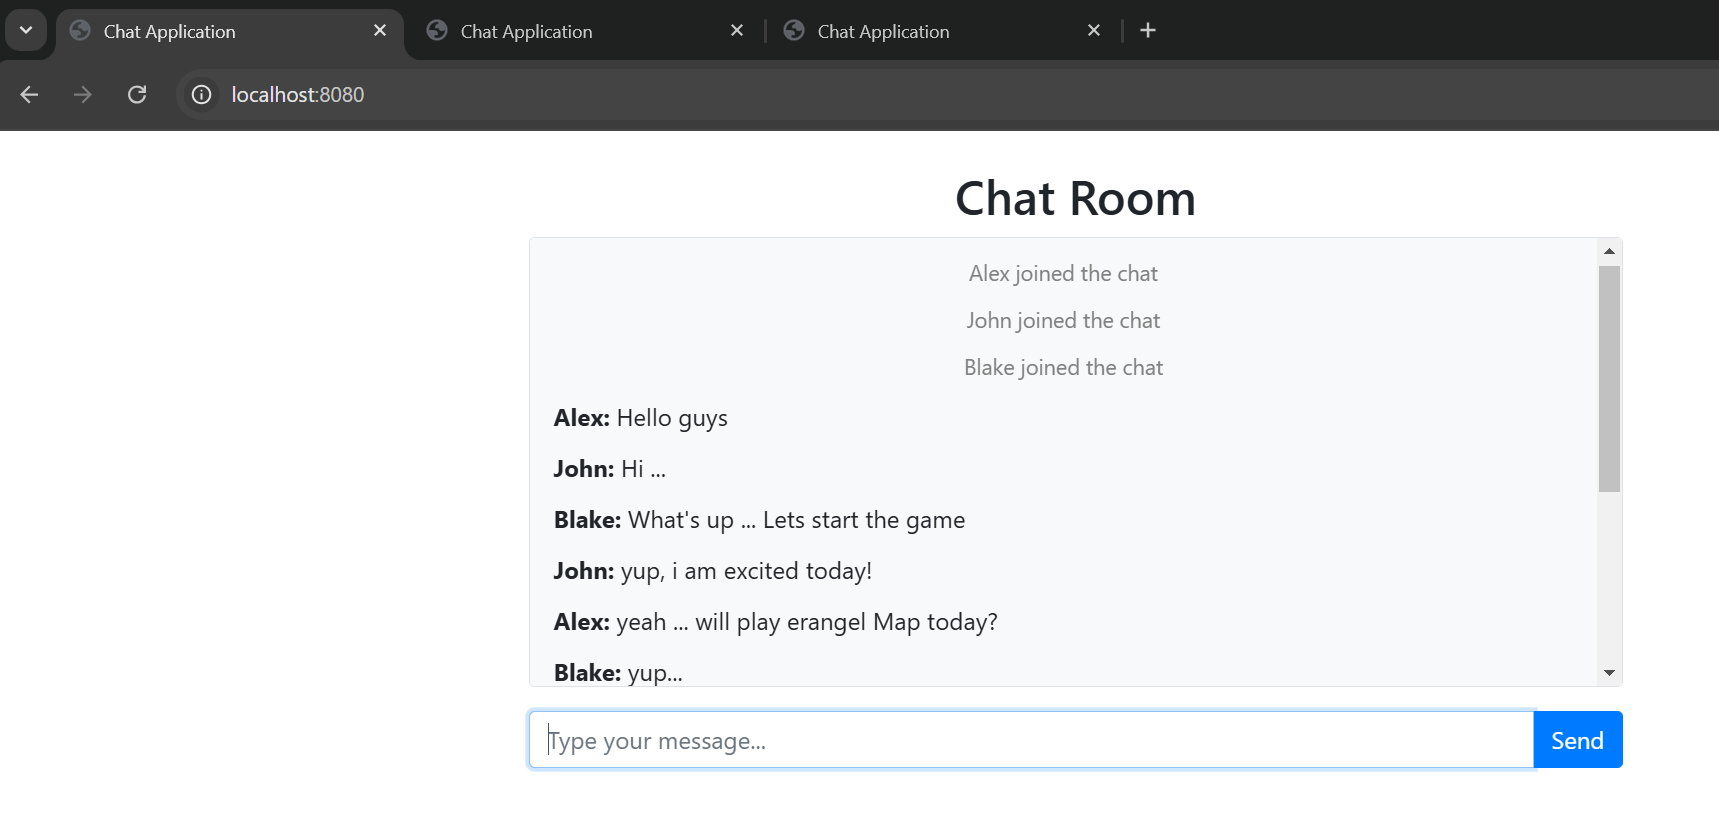 Chat Application
Chat Application
Chat Application
localhost:8080
Chat Room
Alex joined the chat
John joined the chat
Blake joined the chat
Alex: Hello guys
John: Hi ...
Blake: What's up ... Lets start the game
John: yup, i am excited today!
Alex: yeah ... will play erangel Map today?
Blake: yup...
Type your message...
Send